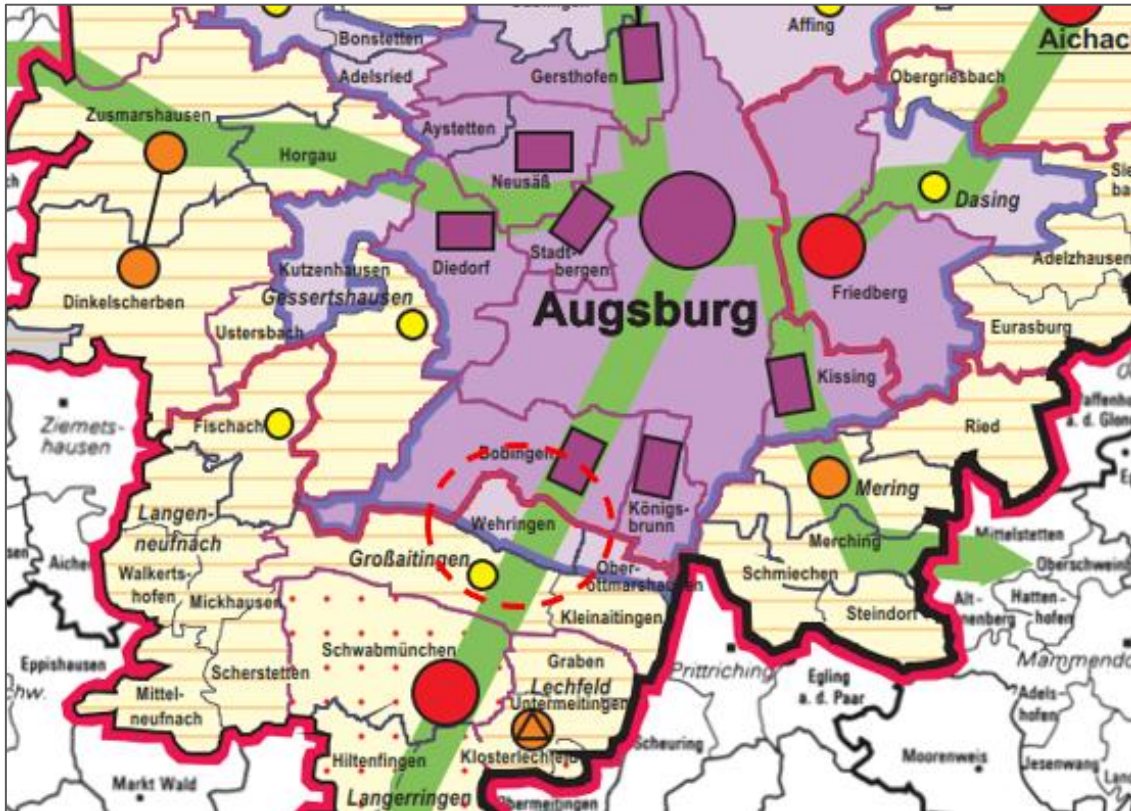 Bonstetten
Affing
Aichac
Adelsried
Gersthofen
Obergriesbach
Zusmarshausen
Aystetten
Horgau
Neusäß
Dasing
Stadt-
bergen
Diedorf
Kutzenhausen
Gessertshausen
Dinkelscherben
Ustersbach
Friedberg
Adelzhausen
Augsburg
Eurasburg
Kissing
Ziemets-
hausen
Fischach
Ried
Bobingen
Mering
Königs-
brunn
Langen-
neufnach
Wehringen
Mittelstetten
Merching
Oberschwein
Großaitingen
Ober-
ottmarshausen
Schmiechen
Walkerts-
hofen
Mickhausen
Kleinaitingen
Steindorf
Hatten-
hofen
Eppishausen
Schwabmünchen
Scherstetten
Graben
Lechfeld
Untermeitingen
Prittriching
Egling
a. d. Paar
Mammendo
Mittel-
neufnach
Adels-
hofen
Scheuring
Hiltenfingen
Klosterlechfeld
Moorenweis
Jesenwang
Markt Wald
Langerringen